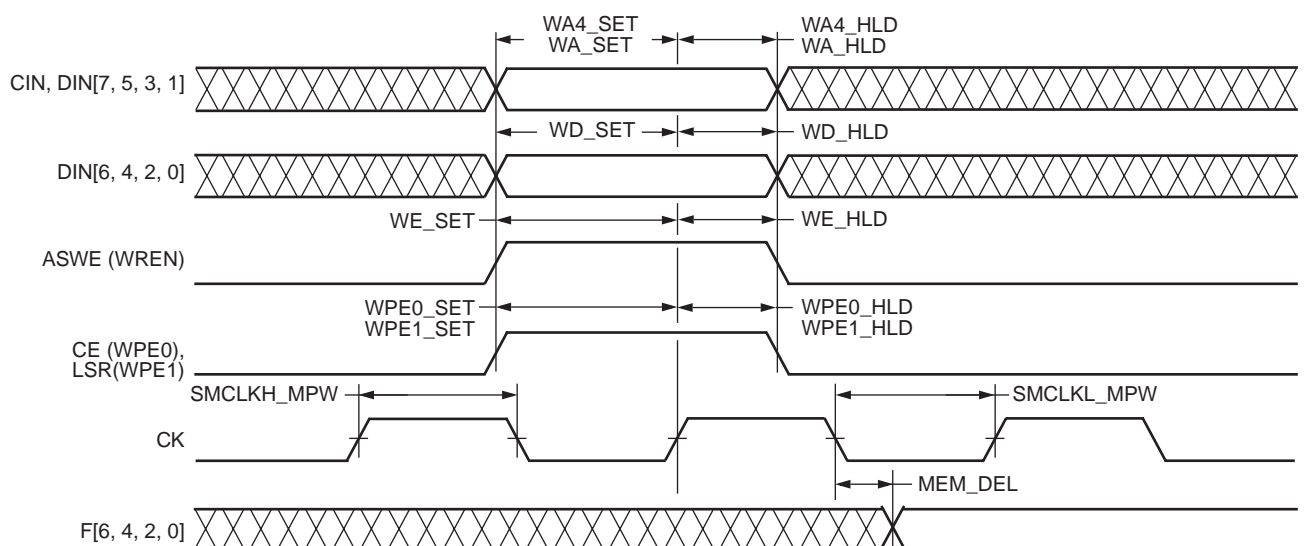 WA4_SET
WA_SET
WA4_HLD
WA_HLD
CIN, DIN[7, 5, 3, 1]
WD_SET
WD_HLD
DIN[6, 4, 2, 0]
WE_SET
WE_HLD
ASWE (WREN)
WPE0_SET
WPE1_SET
WPE0_HLD
WPE1_HLD
CE (WPE0),
LSR(WPE1)
SMCLKH_MPW
SMCLKL_MPW
CK
MEM_DEL
F[6, 4, 2, 0]